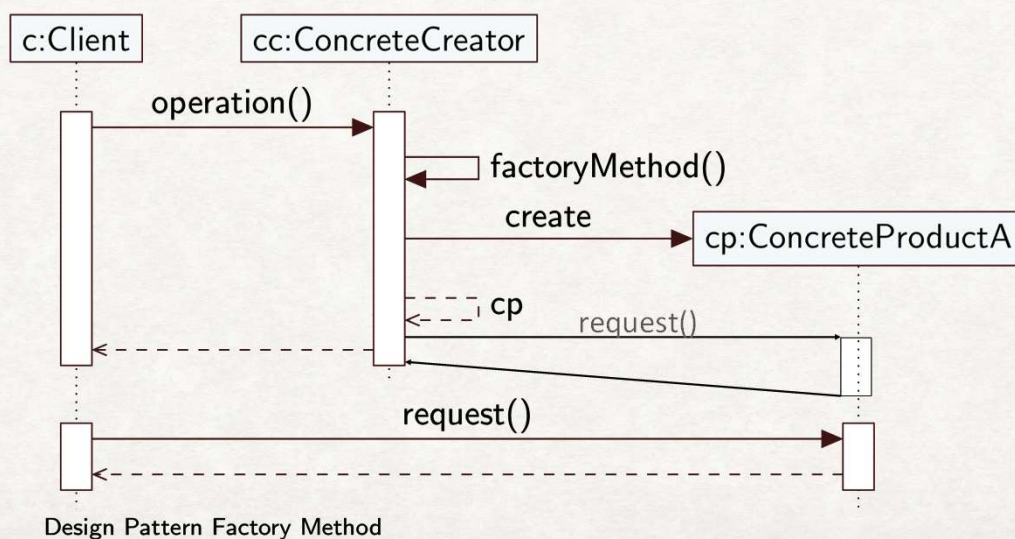 c:Client
cc:ConcreteCreator
operation()
factoryMethod()
create
cp:ConcreteProductA
cp
request()
request()
Design Pattern Factory Method